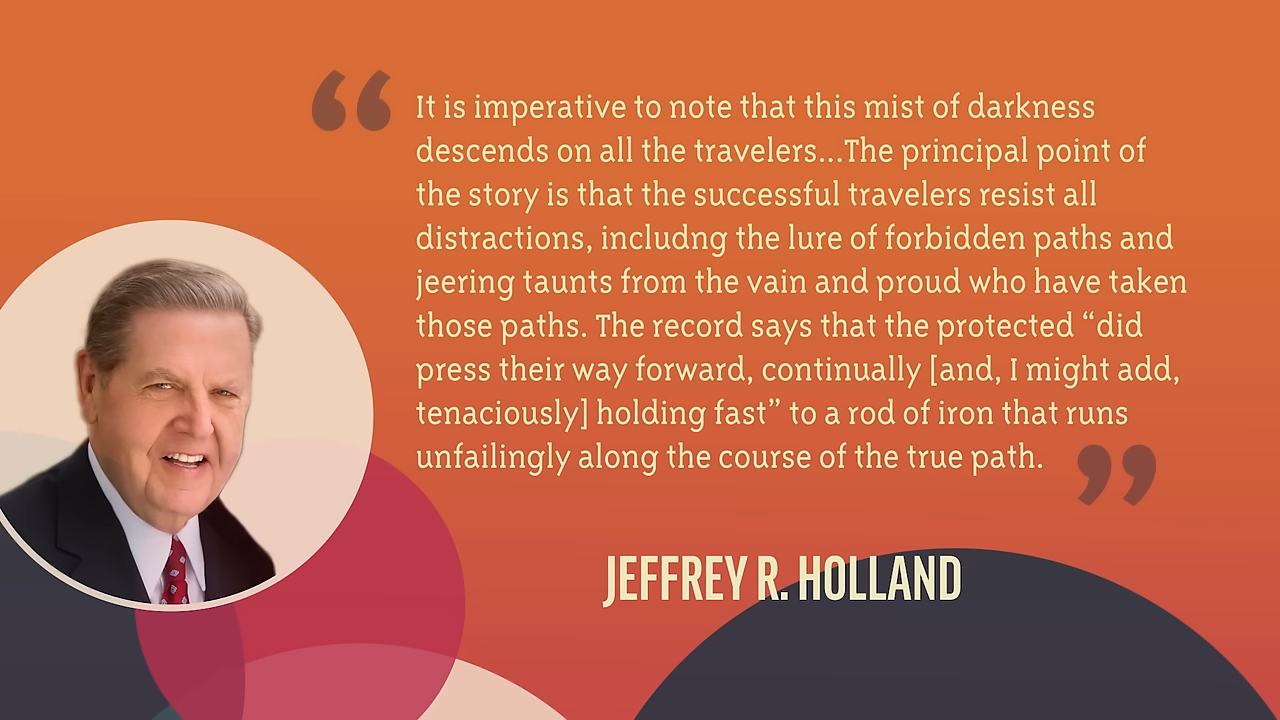 “It is imperative to note that this mist of darkness
descends on all the travelers...The principal point of
the story is that the successful travelers resist all
distractions, includng the lure of forbidden paths and
jeering taunts from the vain and proud who have taken
those paths. The record says that the protected “did
press their way forward, continually [and, I might add,
tenaciously] holding fast” to a rod of iron that runs
unfailingly along the course of the true path.”
JEFFREY R. HOLLAND